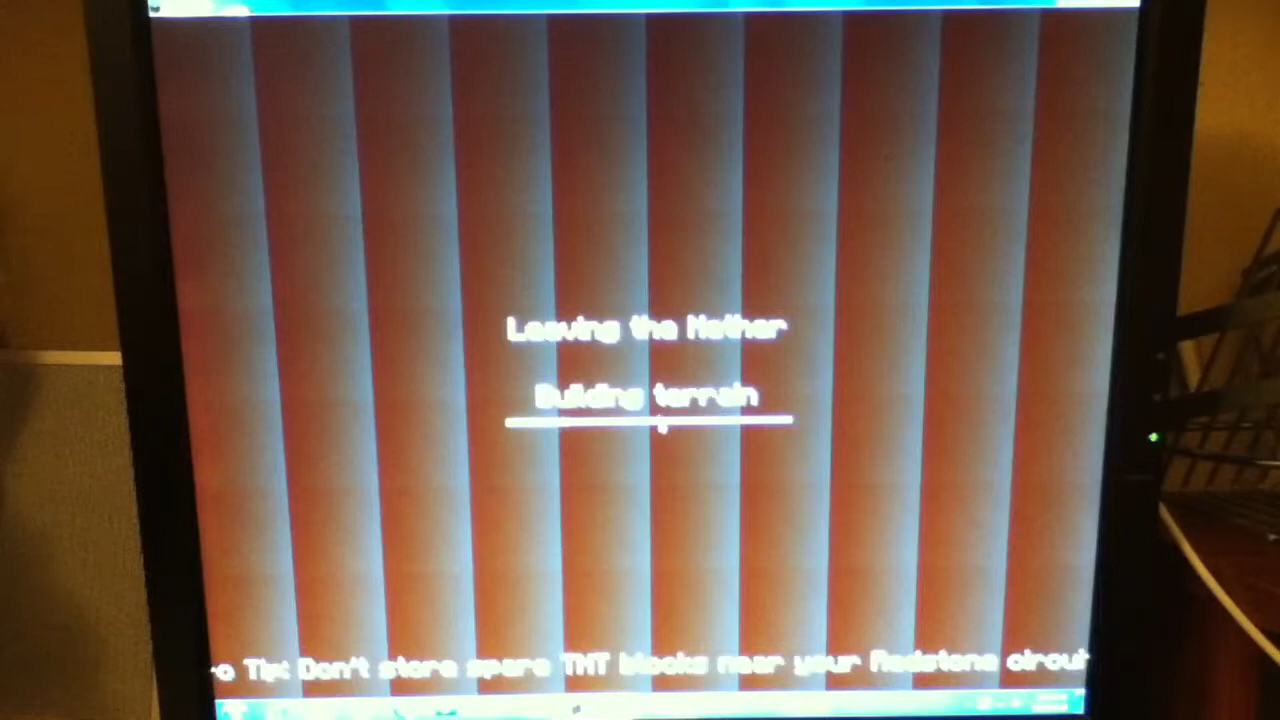 Leaving the Nether
Building terrain
o Tip: Don't store spare TNT blocks near your Redstone circuit